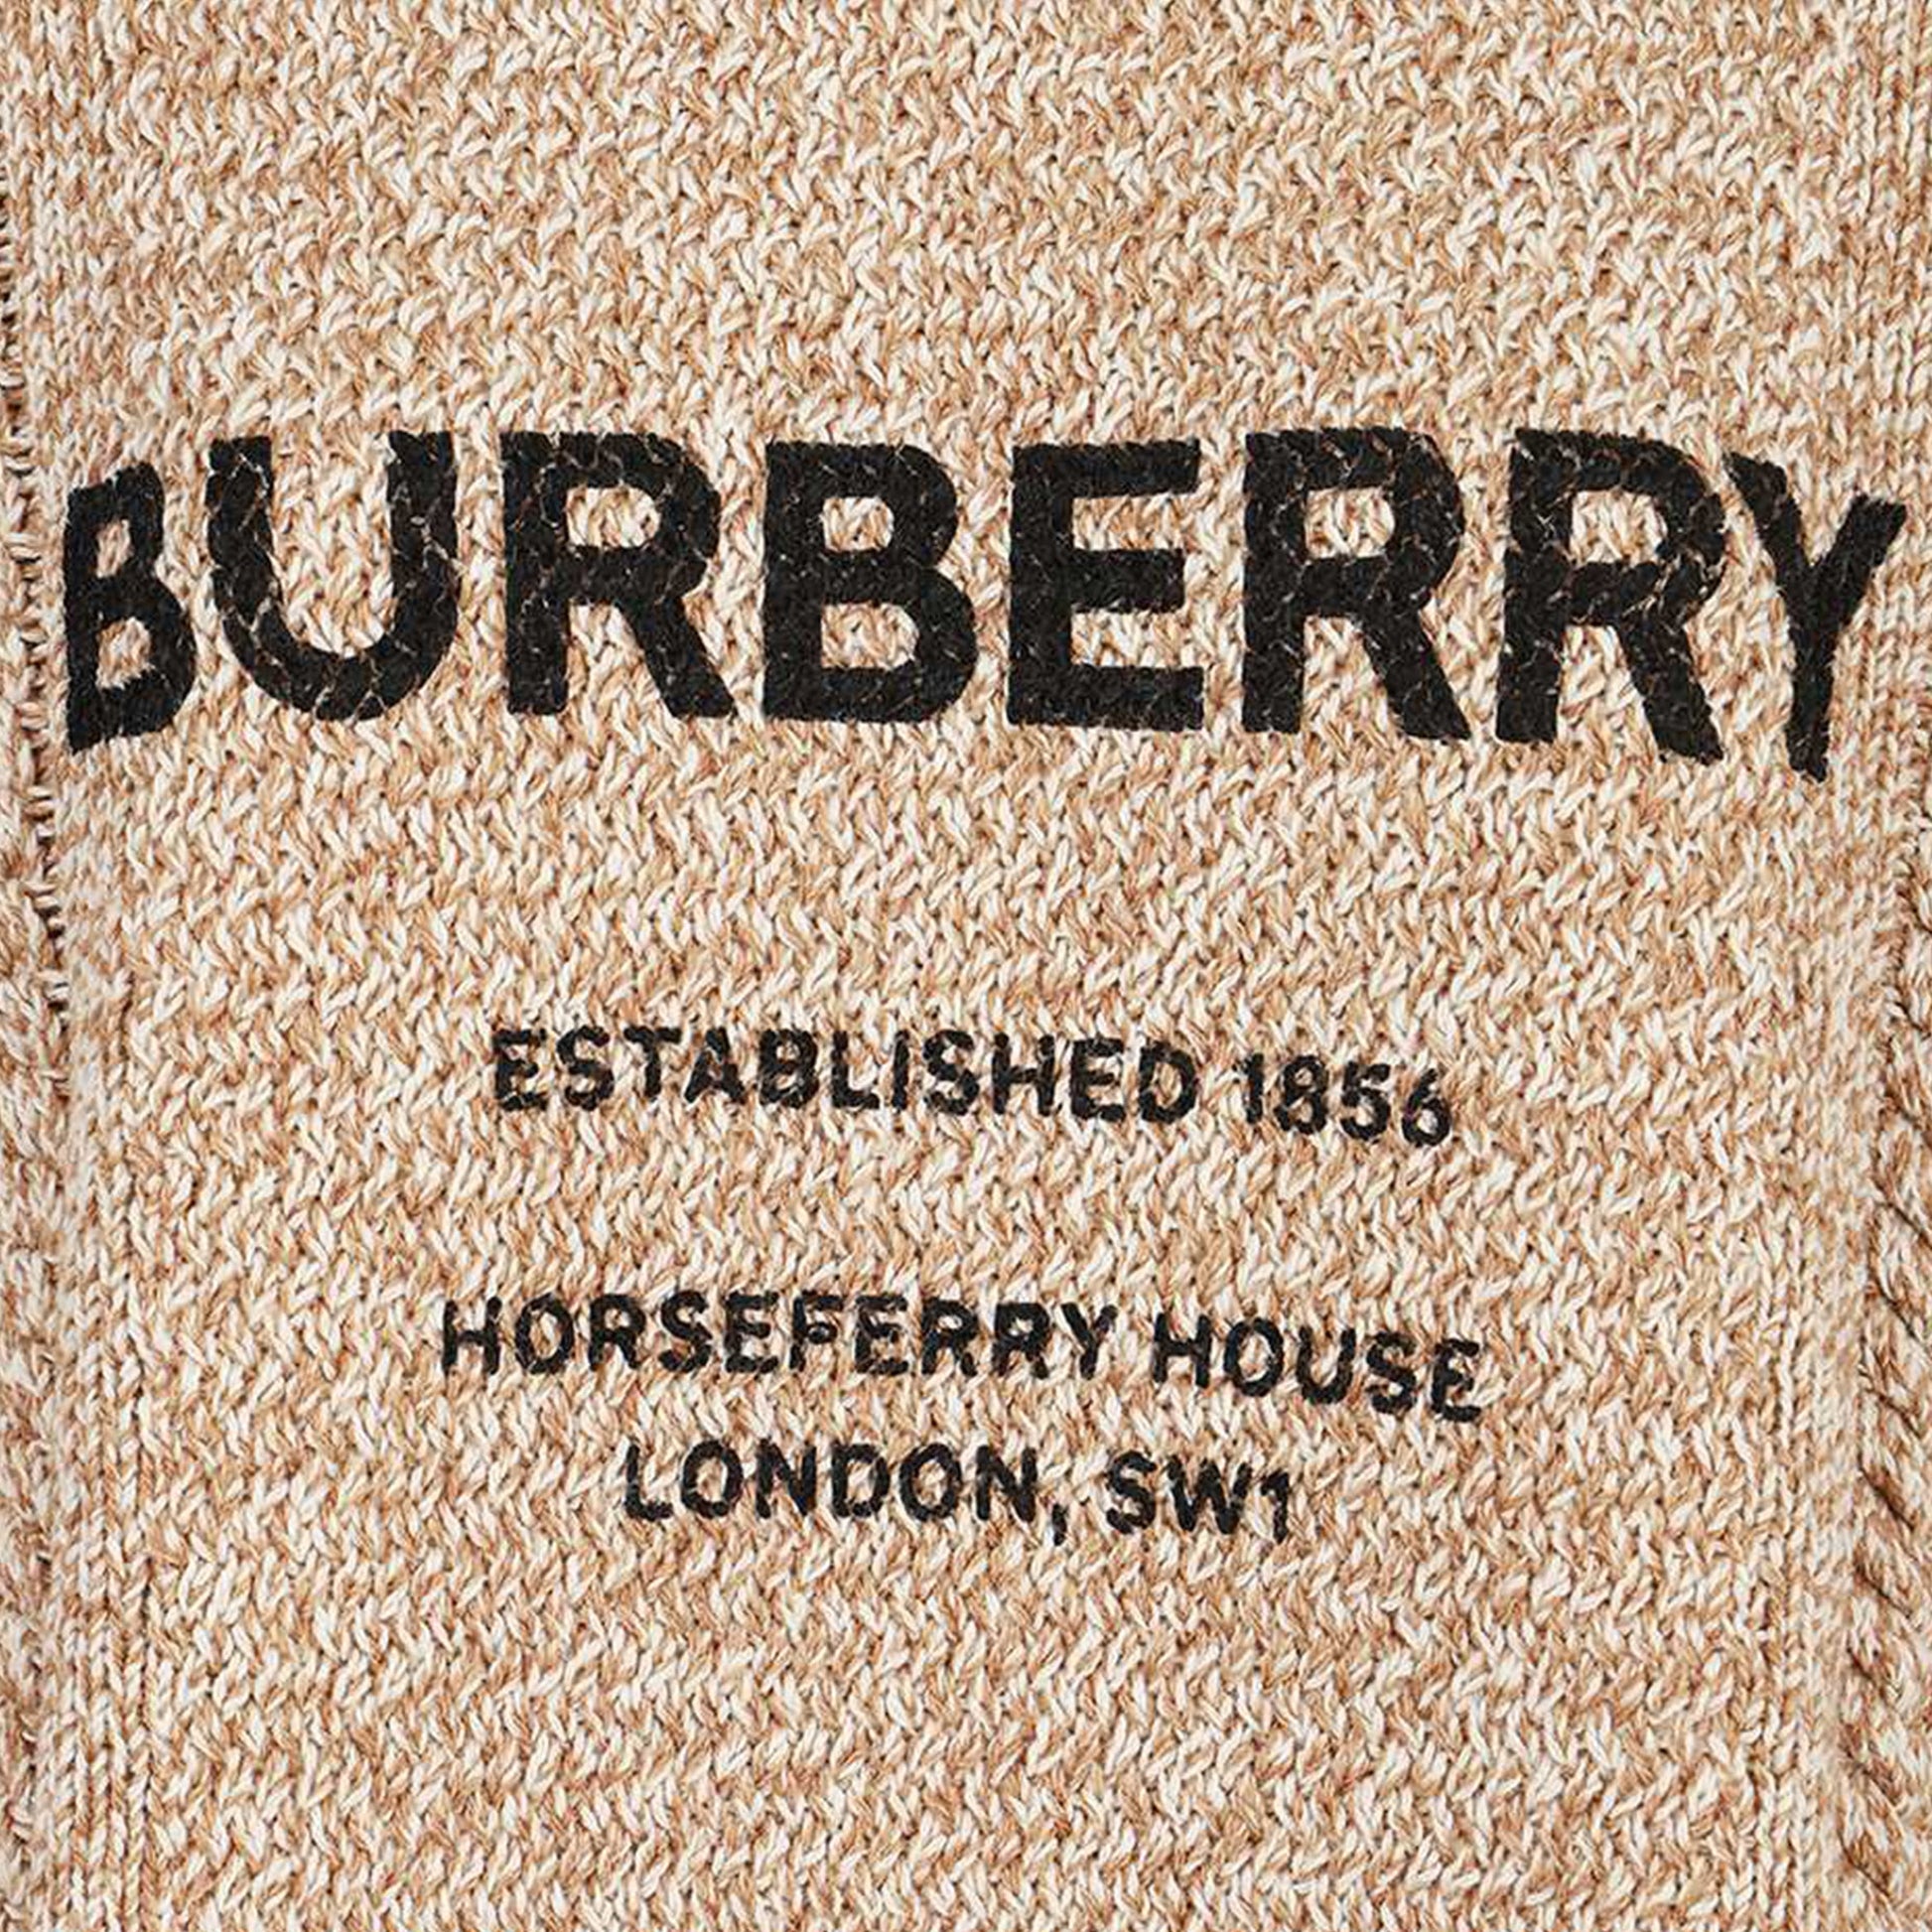 BURBERRY
ESTABLISHED 1856
HORSEFERRY HOUSE
LONDON, SW1